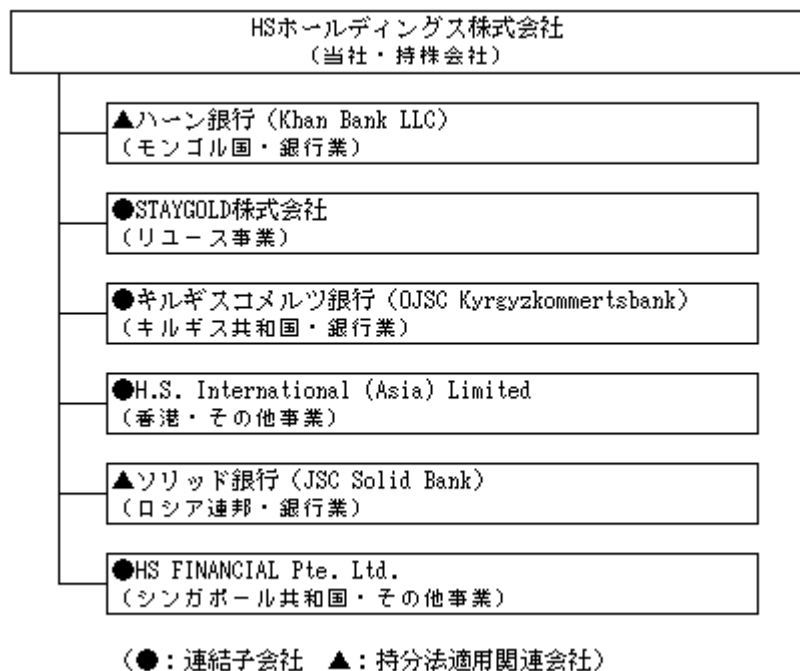 HSホールディングス株式会社
(当社・持株会社)
▲ハーン銀行(Khan Bank LLC)
(モンゴル国・銀行業)
●STAYGOLD株式会社
(リユース事業)
●キルギスコメルツ銀行(OJSC Kyrgyzkommertsbank)
(キルギス共和国・銀行業)
●H.S. International (Asia) Limited
(香港・その他事業)
▲ソリッド銀行(JSC Solid Bank)
(ロシア連邦・銀行業)
●HS FINANCIAL Pte. Ltd.
(シンガポール共和国・その他事業)
(●:連結子会社 ▲:持分法適用関連会社)